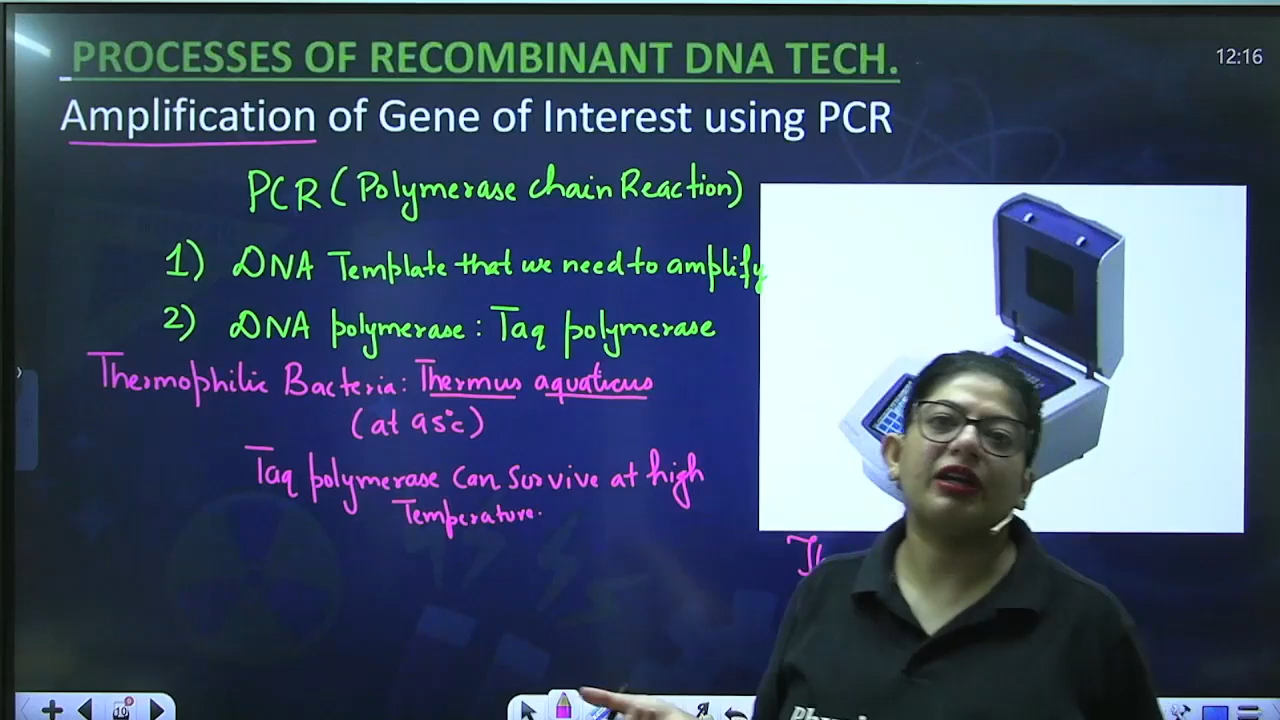 PROCESSES OF RECOMBINANT DNA TECH.
12:16
Amplification of Gene of Interest using PCR
PCR (Polymerase chain Reaction)
1) DNA Template that we need to amplify
2) DNA polymerase : Taq polymerase
Thermophilic Bacteria: Thermus aquaticus
(at 95°c)
Taq polymerase can survive at high
Temperature.
10